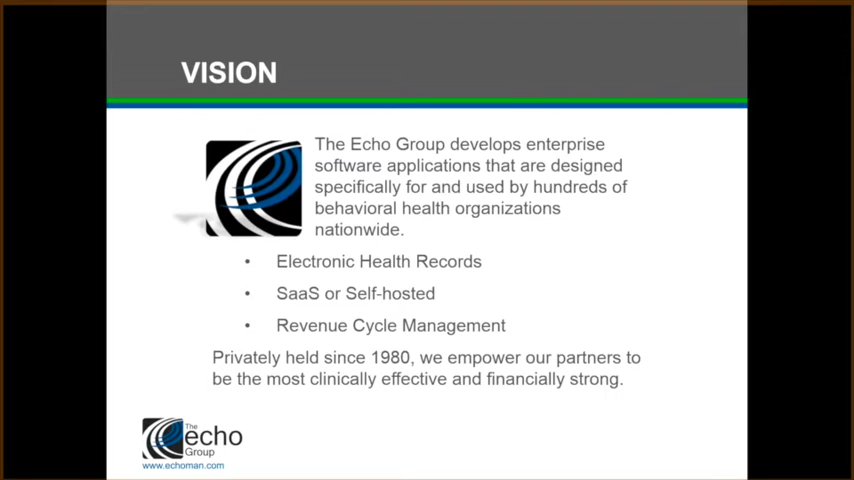 VISION
The Echo Group develops enterprise
software applications that are designed
specifically for and used by hundreds of
behavioral health organizations
nationwide.
• Electronic Health Records
• SaaS or Self-hosted
• Revenue Cycle Management
Privately held since 1980, we empower our partners to
be the most clinically effective and financially strong.
The
echo
Group
www.echoman.com